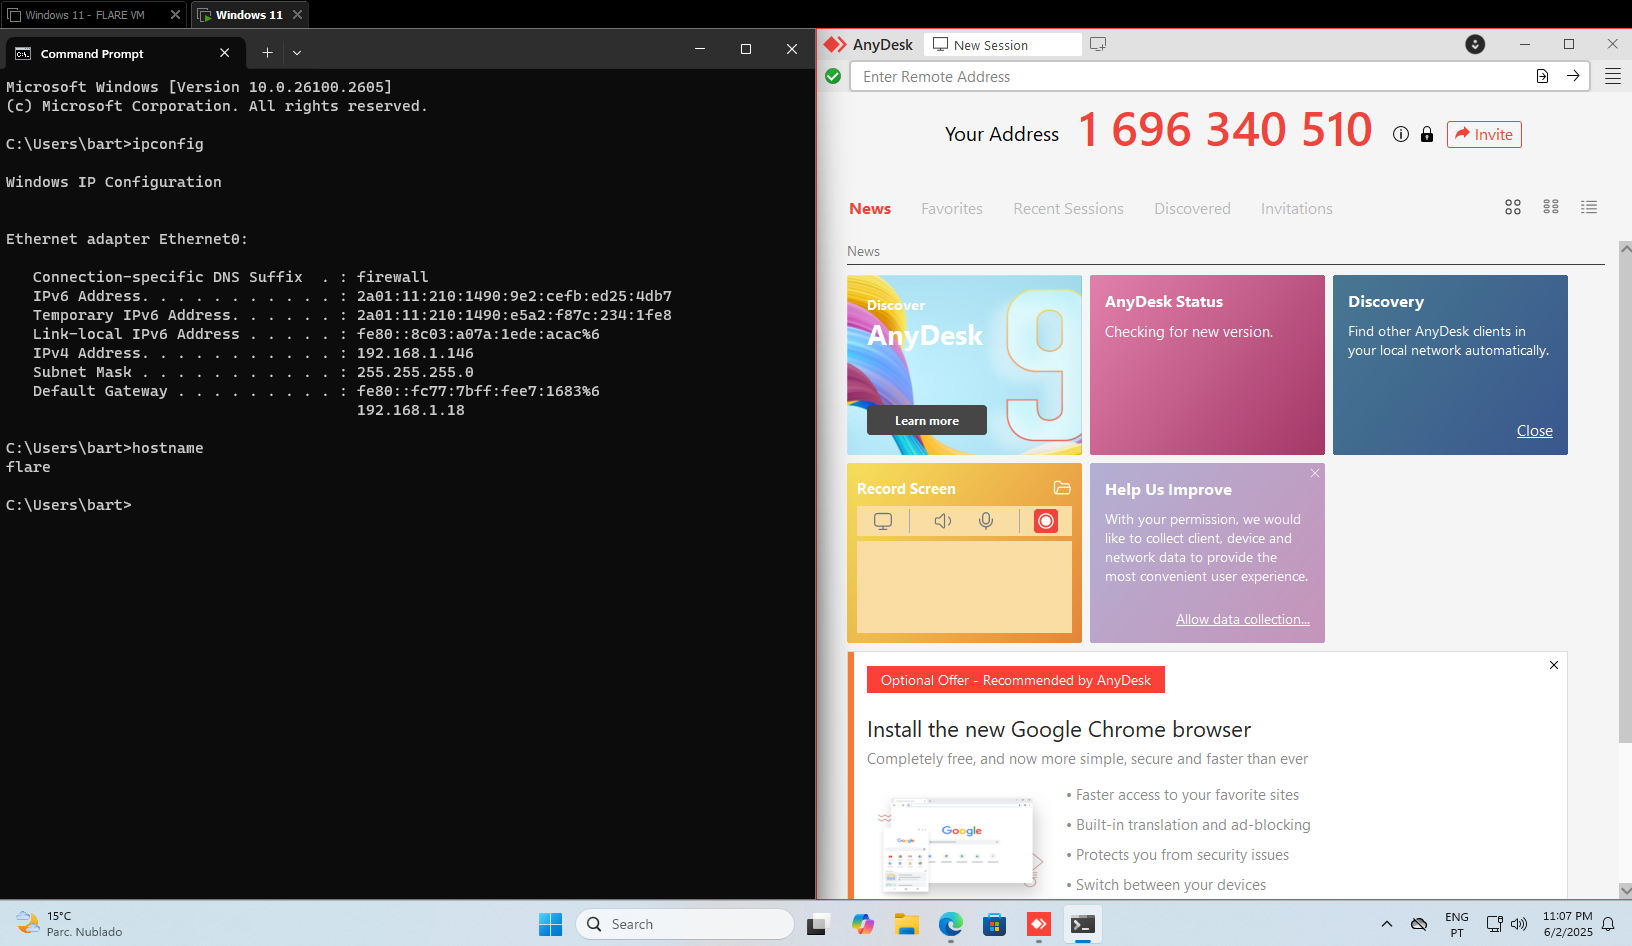 Windows 11 - FLARE VM
Windows 11
Command Prompt
Microsoft Windows [Version 10.0.26100.2605]
(c) Microsoft Corporation. All rights reserved.
C:\Users\bart>ipconfig
Windows IP Configuration
Ethernet adapter Ethernet0:
Connection-specific DNS Suffix  . : firewall
IPv6 Address. . . . . . . . . . . : 2a01:11:210:1490:9e2:cefb:ed25:4db7
Temporary IPv6 Address. . . . . . : 2a01:11:210:1490:e5a2:f87c:234:1fe8
Link-local IPv6 Address . . . . . : fe80::8c03:a07a:1ede:acac%6
IPv4 Address. . . . . . . . . . . : 192.168.1.146
Subnet Mask . . . . . . . . . . . : 255.255.255.0
Default Gateway . . . . . . . . . : fe80::fc77:7bff:fee7:1683%6
192.168.1.18
C:\Users\bart>hostname
flare
C:\Users\bart>
AnyDesk
New Session
Enter Remote Address
Your Address 1 696 340 510
Invite
News Favorites Recent Sessions Discovered Invitations
News
Discover
AnyDesk
9
Learn more
AnyDesk Status
Checking for new version.
Discovery
Find other AnyDesk clients in
your local network automatically.
Close
Record Screen
Help Us Improve
With your permission, we would
like to collect client, device and
network data to provide the
most convenient user experience.
Allow data collection...
Optional Offer - Recommended by AnyDesk
Install the new Google Chrome browser
Completely free, and now more simple, secure and faster than ever
Google
Google
• Faster access to your favorite sites
• Built-in translation and ad-blocking
• Protects you from security issues
• Switch between your devices
15°C
Parc. Nublado
Search
ENG
PT
11:07 PM
6/2/2025